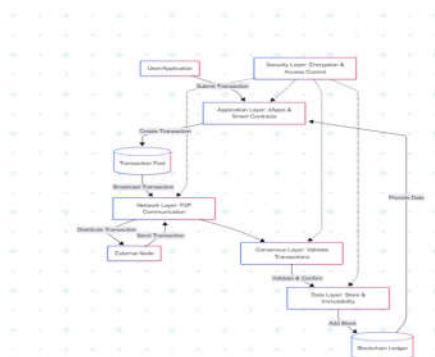 User/Application
Security Layer: Encryption &
Access Control
Submit Transaction
Application Layer: dApps &
Smart Contracts
Create Transaction
Transaction Pool
Broadcast Transaction
Provide Data
Network Layer: P2P
Communication
Distribute Transaction
Send Transaction
External Node
Consensus Layer: Validate
Transactions
Validate & Confirm
Data Layer: Store &
Immutability
Add Block
Blockchain Ledger